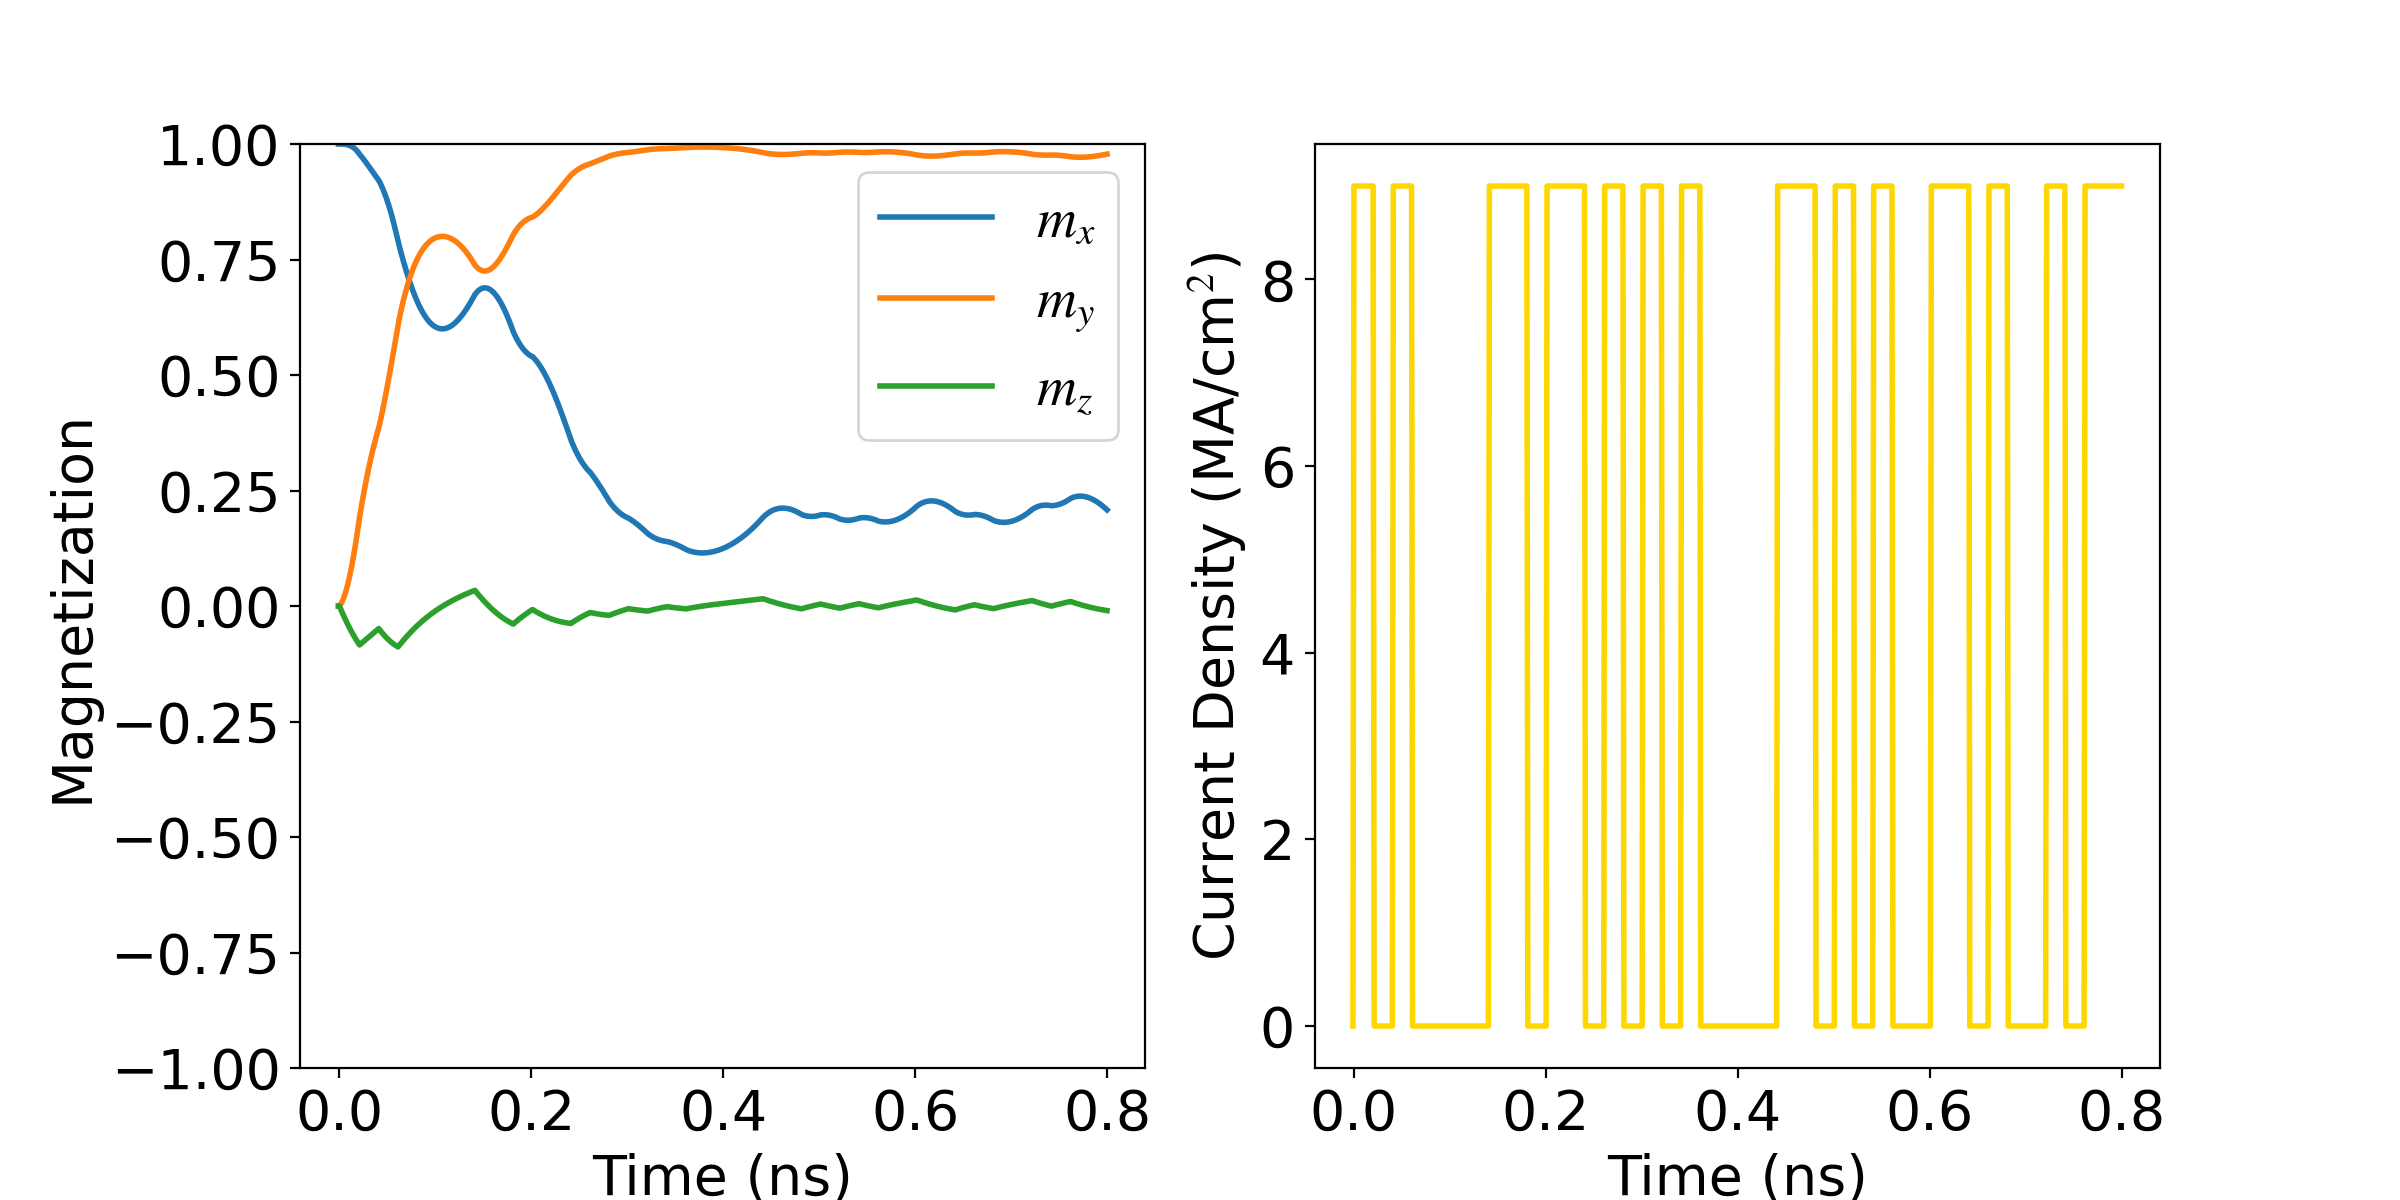 Magnetization
1.00
0.75
0.50
0.25
0.00
−0.25
−0.50
−0.75
−1.00
0.0 0.2 0.4 0.6 0.8
Time (ns)
m_x
m_y
m_z
Current Density (MA/cm²)
8
6
4
2
0
0.0 0.2 0.4 0.6 0.8
Time (ns)